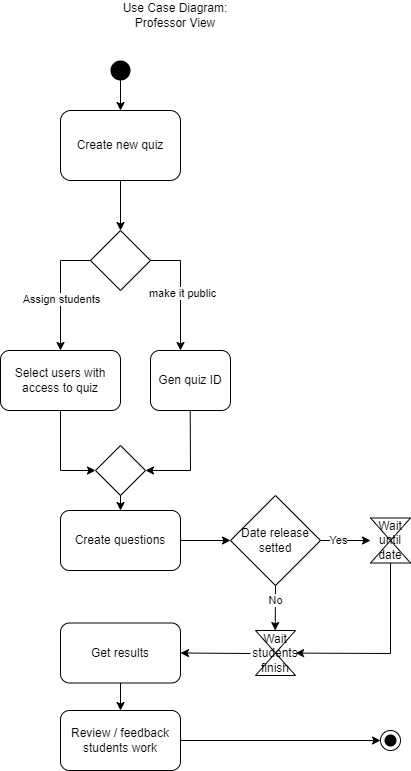 Use Case Diagram:
Professor View
Create new quiz
Assign students
make it public
Select users with
access to quiz
Gen quiz ID
Create questions
Date release
setted
Yes
Wait
until
date
No
Wait
students
finish
Get results
Review / feedback
students work